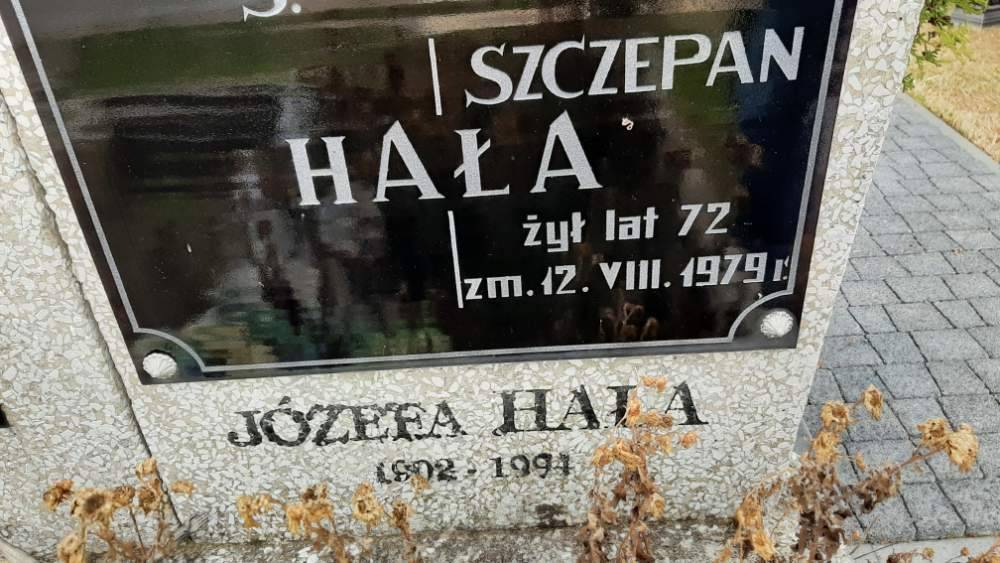 Ś.
SZCZEPAN
HAŁA
żył lat 72
zm. 12. VIII. 1979 r.
JÓZEFA HAŁA
1902 - 1994